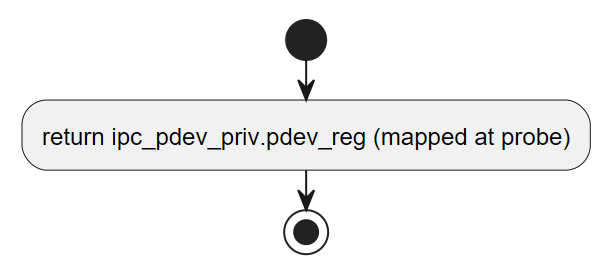 return ipc_pdev_priv.pdev_reg (mapped at probe)